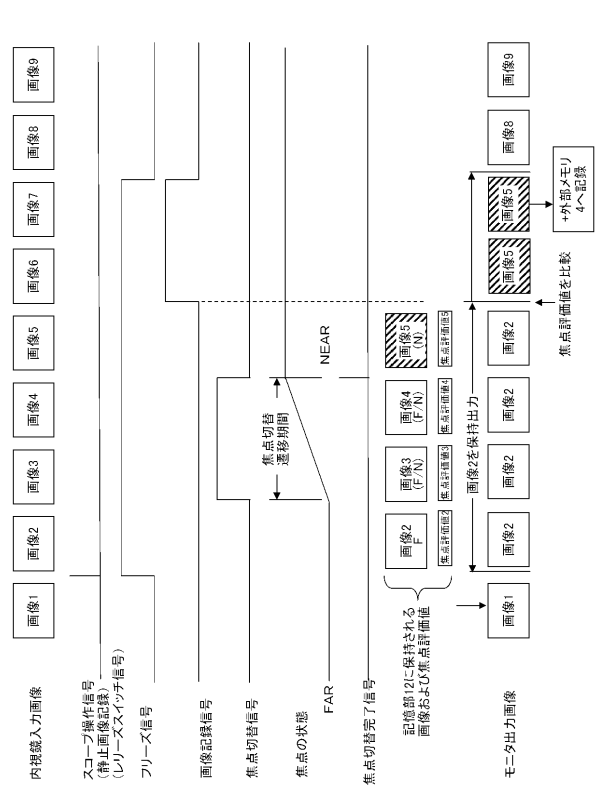 内視鏡入力画像
画像1
画像2
画像3
画像4
画像5
画像6
画像7
画像8
画像9
スコープ操作信号
(静止画像記録)
(レリーズスイッチ信号)
フリーズ信号
画像記録信号
焦点切替信号
焦点切替
遷移期間
焦点の状態
FAR
NEAR
焦点切替完了信号
記憶部12に保持される
画像および焦点評価値
画像2
F
画像3
(F/N)
画像4
(F/N)
画像5
(N)
焦点評価値2
焦点評価値3
焦点評価値4
焦点評価値5
画像2を保持出力
モニタ出力画像
画像1
画像2
画像2
画像2
画像2
画像5
画像5
画像8
画像9
焦点評価値を比較
+外部メモリ
4へ記録